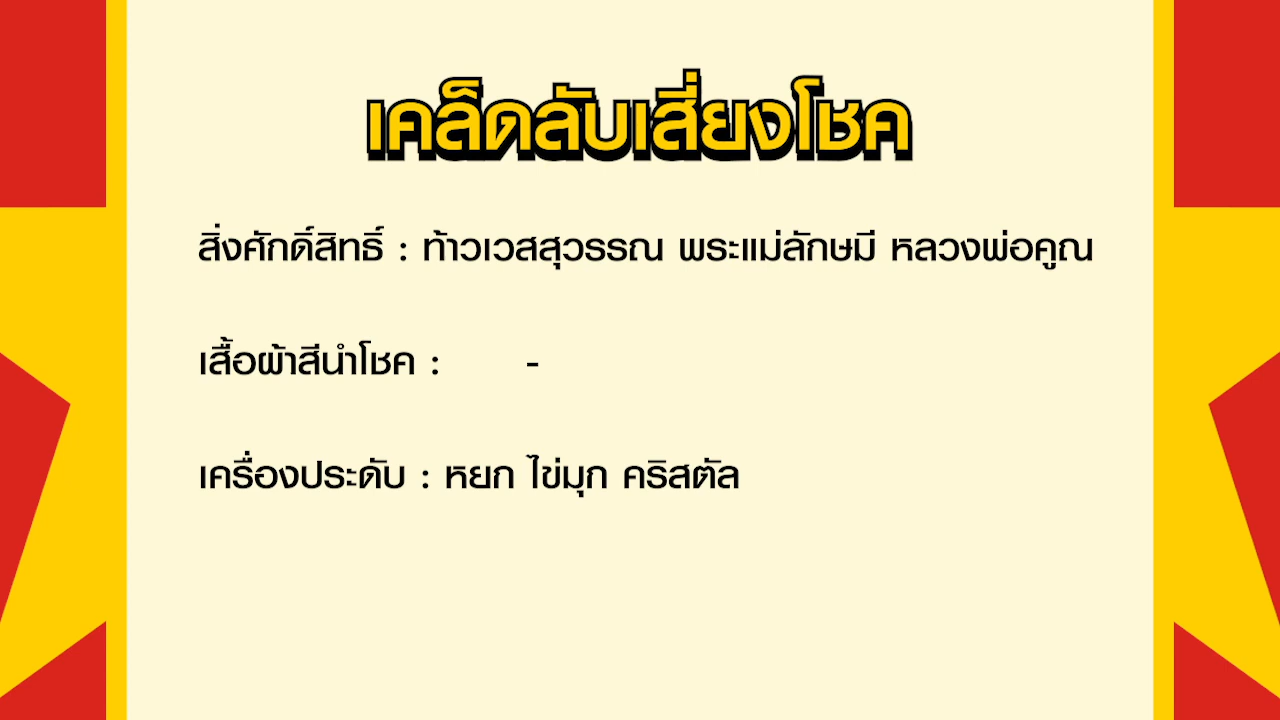 เคล็ดลับเสี่ยงโชค
สิ่งศักดิ์สิทธิ์ : ท้าวเวสสุวรรณ พระแม่ลักษมี หลวงพ่อคูณ
เสื้อผ้าสีนำโชค : -
เครื่องประดับ : หยก ไข่มุก คริสตัล